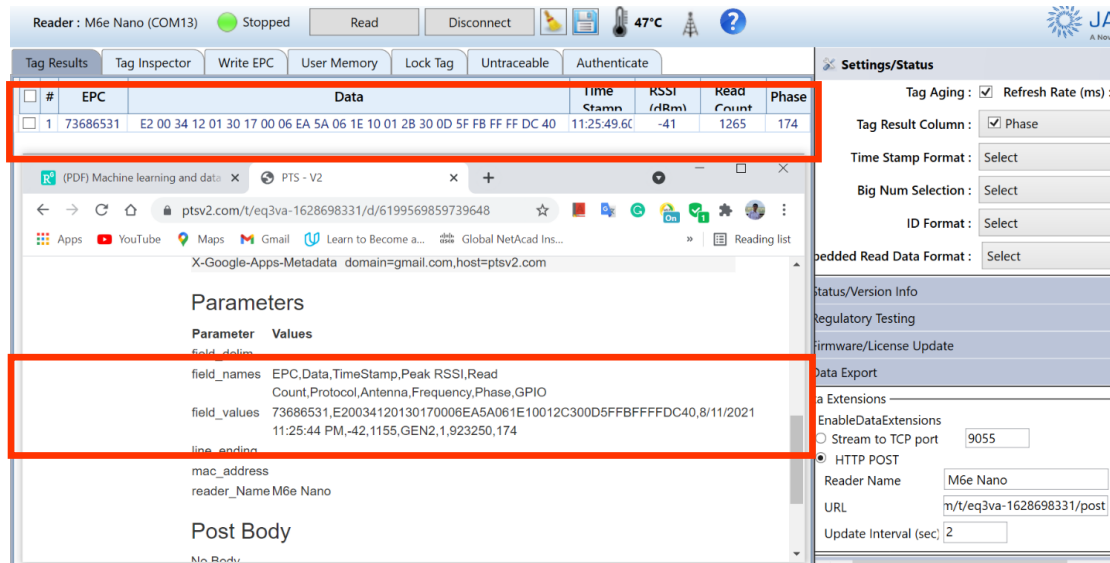 Reader : M6e Nano (COM13) Stopped Read Disconnect 47°C ?
JA
A Nov
Tag Results Tag Inspector Write EPC User Memory Lock Tag Untraceable Authenticate
# EPC Data Time Stamp RSSI (dBm) Read Count Phase
1 73686531 E2 00 34 12 01 30 17 00 06 EA 5A 06 1E 10 01 2B 30 0D 5F FB FF FF DC 40 11:25:49.60 -41 1265 174
(PDF) Machine learning and data PTS - V2
ptsv2.com/t/eq3va-1628698331/d/6199569859739648
On 1
Apps YouTube Maps Gmail Learn to Become a... Global NetAcad Ins... » Reading list
X-Google-Apps-Metadata domain=gmail.com,host=ptsv2.com
Parameters
Parameter Values
field_delim
field_names EPC,Data,TimeStamp,Peak RSSI,Read
Count,Protocol,Antenna,Frequency,Phase,GPIO
field_values 73686531,E20034120130170006EA5A061E10012C300D5FFBFFFFDC40,8/11/2021
11:25:44 PM,-42,1155,GEN2,1,923250,174
line_ending
mac_address
reader_Name M6e Nano
Post Body
No Body
Settings/Status
Tag Aging : Refresh Rate (ms) :
Tag Result Column : Phase
Time Stamp Format : Select
Big Num Selection : Select
ID Format : Select
bedded Read Data Format : Select
Status/Version Info
Regulatory Testing
Firmware/License Update
Data Export
ta Extensions
EnableDataExtensions
Stream to TCP port 9055
HTTP POST
Reader Name M6e Nano
URL m/t/eq3va-1628698331/post
Update Interval (sec) 2